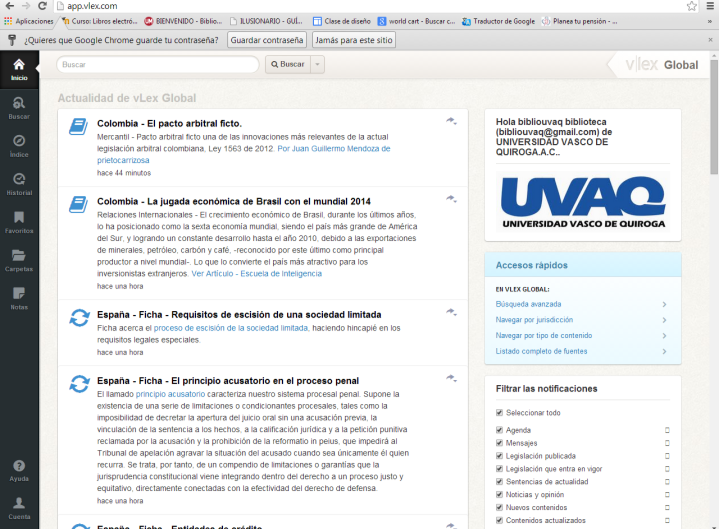 app.vlex.com
Aplicaciones
Curso: Libros electró...
BIENVENIDO - Biblio...
ILUSIONARIO - GUÍ...
Clase de diseño
world cart - Buscar c...
Traductor de Google
Planea tu pensión - ...
¿Quieres que Google Chrome guarde tu contraseña?
Guardar contraseña
Jamás para este sitio
Inicio
Buscar
Índice
Historial
Favoritos
Carpetas
Notas
Ayuda
Cuenta
Buscar
Buscar
vlex Global
Actualidad de vLex Global
Colombia - El pacto arbitral ficto.
Mercantil - Pacto arbitral ficto una de las innovaciones más relevantes de la actual
legislación arbitral colombiana, Ley 1563 de 2012. Por Juan Guillermo Mendoza de
prietocarrizosa
hace 44 minutos
Colombia - La jugada económica de Brasil con el mundial 2014
Relaciones Internacionales - El crecimiento económico de Brasil, durante los últimos años,
lo ha posicionado como la sexta economía mundial, siendo el país más grande de América
del Sur, y logrando un constante desarrollo hasta el año 2010, debido a las exportaciones
de minerales, petróleo, carbón y café, -reconocido por este último como principal
productor a nivel mundial-. Lo que lo convierte el país más atractivo para los
inversionistas extranjeros. Ver Artículo - Escuela de Inteligencia
hace una hora
España - Ficha - Requisitos de escisión de una sociedad limitada
Ficha acerca el proceso de escisión de la sociedad limitada, haciendo hincapié en los
requisitos legales especiales.
hace una hora
España - Ficha - El principio acusatorio en el proceso penal
El llamado principio acusatorio caracteriza nuestro sistema procesal penal. Supone la
existencia de una serie de limitaciones o condicionantes procesales, tales como la
imposibilidad de decretar la apertura del juicio oral sin una acusación previa, la
vinculación de la sentencia a los hechos, a la calificación jurídica y a la petición punitiva
reclamada por la acusación y la prohibición de la reformatio in peius, que impedirá al
Tribunal de apelación agravar la situación del acusado cuando sea únicamente él quien
recurra. Se trata, por tanto, de un compendio de limitaciones o garantías que la
jurisprudencia constitucional viene integrando dentro del derecho a un proceso justo y
equitativo, directamente conectadas con la efectividad del derecho de defensa.
hace una hora
España - Ficha - Entidades de crédito
Hola bibliouvaq biblioteca
(bibliouvaq@gmail.com) de
UNIVERSIDAD VASCO DE
QUIROGA.A.C..
UVAQ
UNIVERSIDAD VASCO DE QUIROGA
Accesos rápidos
EN VLEX GLOBAL:
Búsqueda avanzada
Navegar por jurisdicción
Navegar por tipo de contenido
Listado completo de fuentes
Filtrar las notificaciones
Seleccionar todo
Agenda
Mensajes
Legislación publicada
Legislación que entra en vigor
Sentencias de actualidad
Noticias y opinión
Nuevos contenidos
Contenidos actualizados